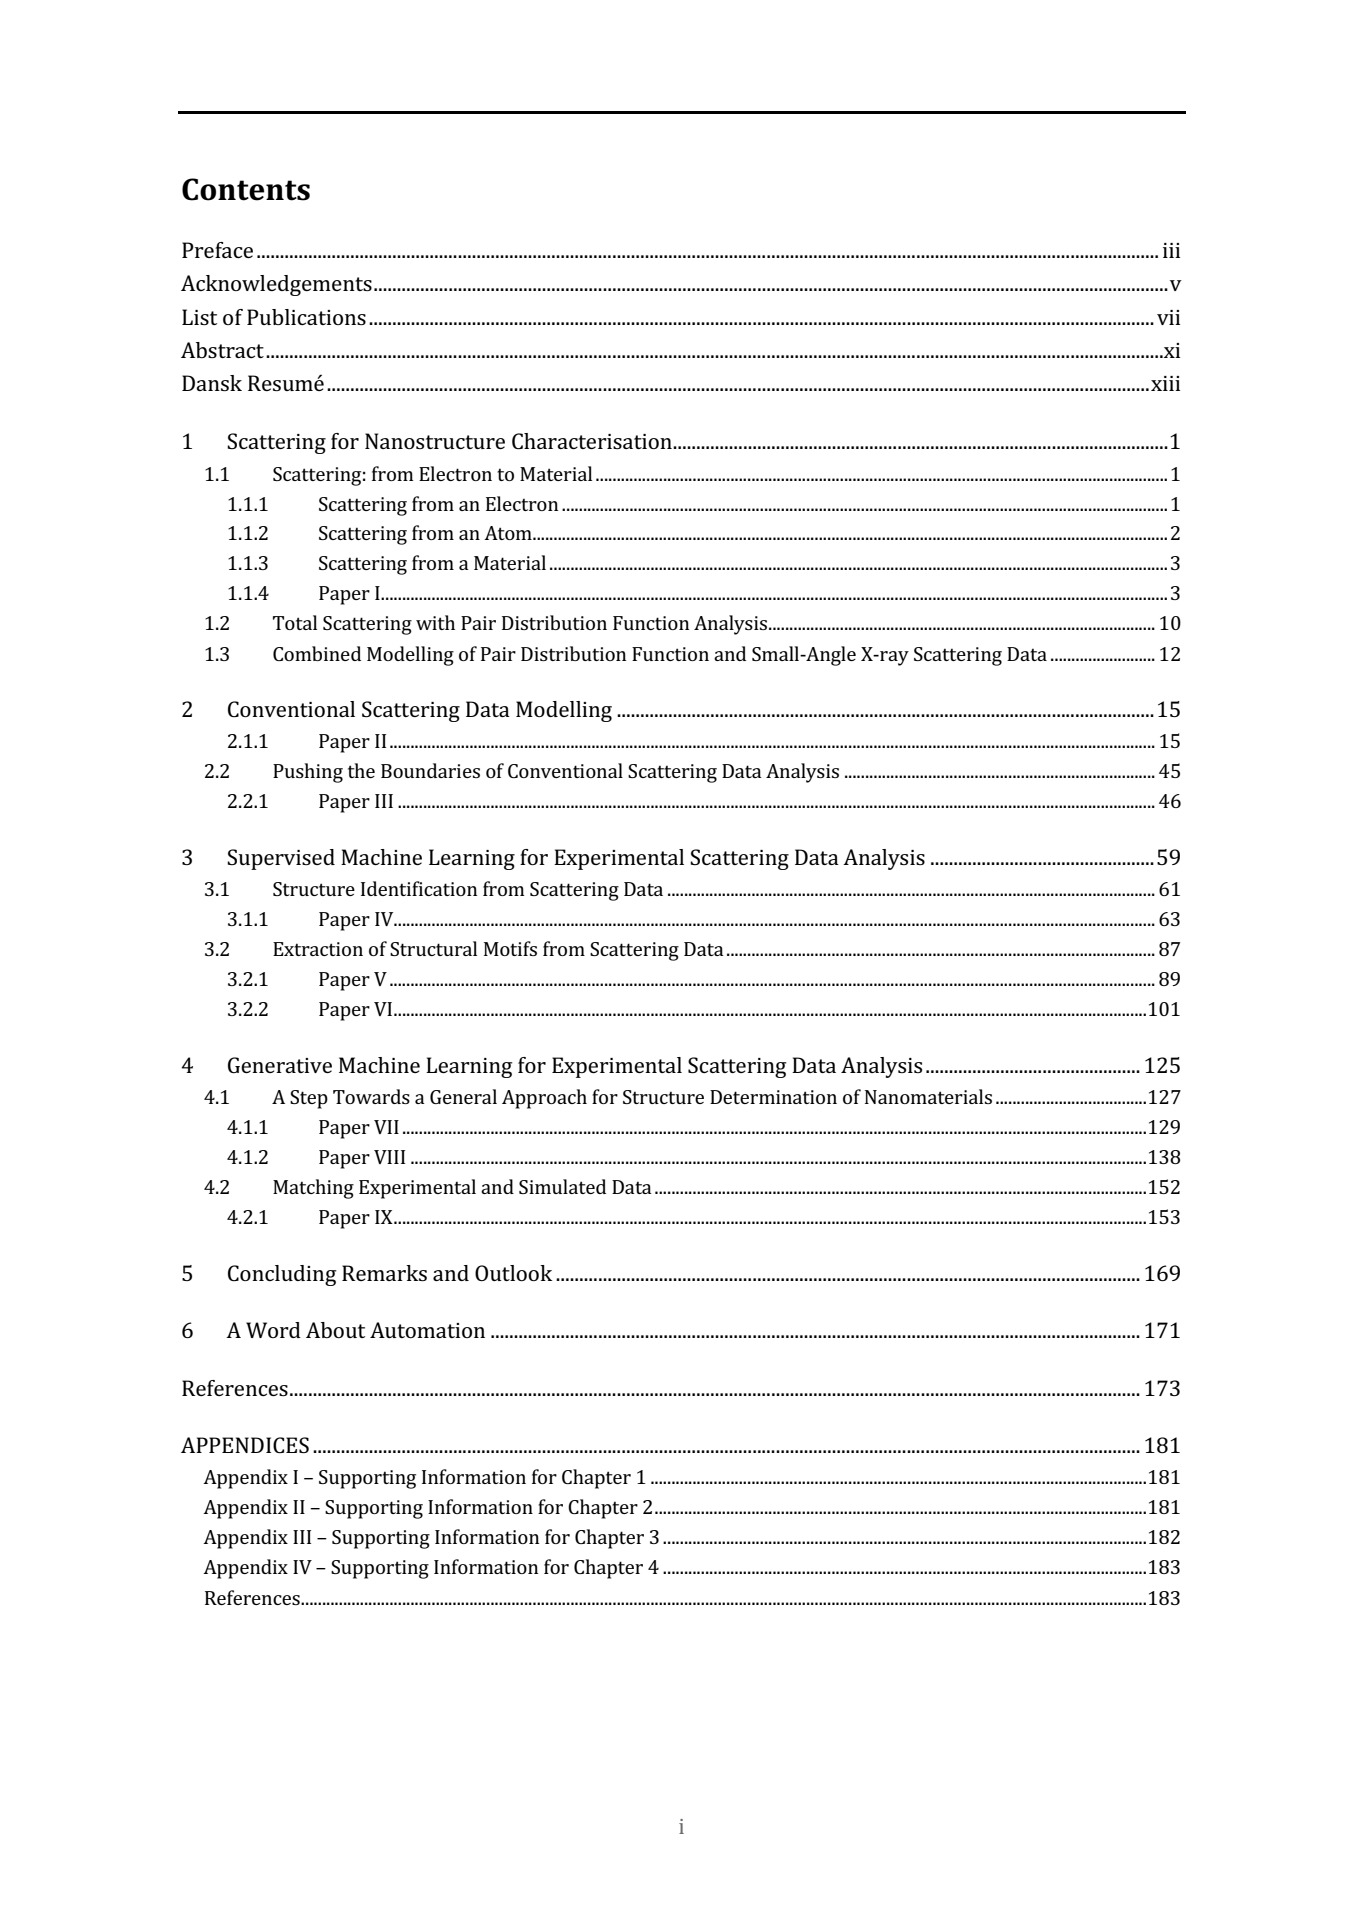 Contents
Preface ........ iii
Acknowledgements ........ v
List of Publications ........ vii
Abstract ........ xi
Dansk Resumé ........ xiii
1 Scattering for Nanostructure Characterisation ........ 1
1.1 Scattering: from Electron to Material ........ 1
1.1.1 Scattering from an Electron ........ 1
1.1.2 Scattering from an Atom ........ 2
1.1.3 Scattering from a Material ........ 3
1.1.4 Paper I ........ 3
1.2 Total Scattering with Pair Distribution Function Analysis ........ 10
1.3 Combined Modelling of Pair Distribution Function and Small-Angle X-ray Scattering Data ........ 12
2 Conventional Scattering Data Modelling ........ 15
2.1.1 Paper II ........ 15
2.2 Pushing the Boundaries of Conventional Scattering Data Analysis ........ 45
2.2.1 Paper III ........ 46
3 Supervised Machine Learning for Experimental Scattering Data Analysis ........ 59
3.1 Structure Identification from Scattering Data ........ 61
3.1.1 Paper IV ........ 63
3.2 Extraction of Structural Motifs from Scattering Data ........ 87
3.2.1 Paper V ........ 89
3.2.2 Paper VI ........ 101
4 Generative Machine Learning for Experimental Scattering Data Analysis ........ 125
4.1 A Step Towards a General Approach for Structure Determination of Nanomaterials ........ 127
4.1.1 Paper VII ........ 129
4.1.2 Paper VIII ........ 138
4.2 Matching Experimental and Simulated Data ........ 152
4.2.1 Paper IX ........ 153
5 Concluding Remarks and Outlook ........ 169
6 A Word About Automation ........ 171
References ........ 173
APPENDICES ........ 181
Appendix I – Supporting Information for Chapter 1 ........ 181
Appendix II – Supporting Information for Chapter 2 ........ 181
Appendix III – Supporting Information for Chapter 3 ........ 182
Appendix IV – Supporting Information for Chapter 4 ........ 183
References ........ 183
i